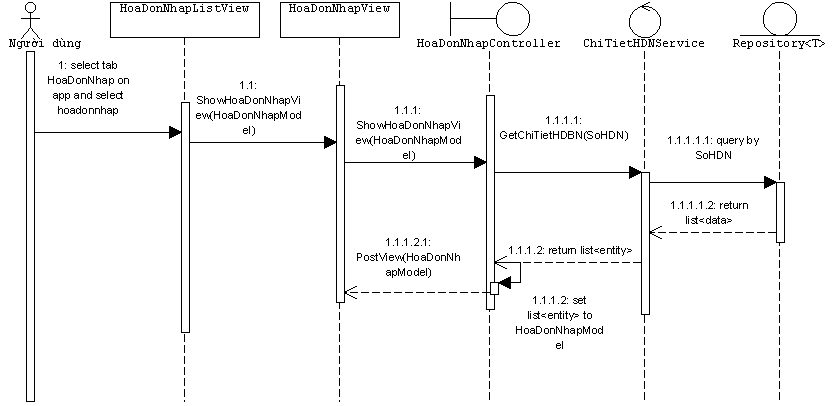 HoaDonNhapListView
HoaDonNhapView
Người dùng
HoaDonNhapController
ChiTietHDNService
Repository<T>
1: select tab
HoaDonNhap on
app and select
hoadonnhap
1.1:
ShowHoaDonNhapVi
ew(HoaDonNhapMod
el)
1.1.1:
ShowHoaDonNhapVi
ew(HoaDonNhapMod
el)
1.1.1.1:
GetChiTietHDBN(SoHDN)
1.1.1.1.1: query by
SoHDN
1.1.1.1.2: return
list<data>
1.1.1.2: return list<entity>
1.1.1.2.1:
PostView(HoaDonNh
apModel)
1.1.1.2: set
list<entity> to
HoaDonNhapMod
el